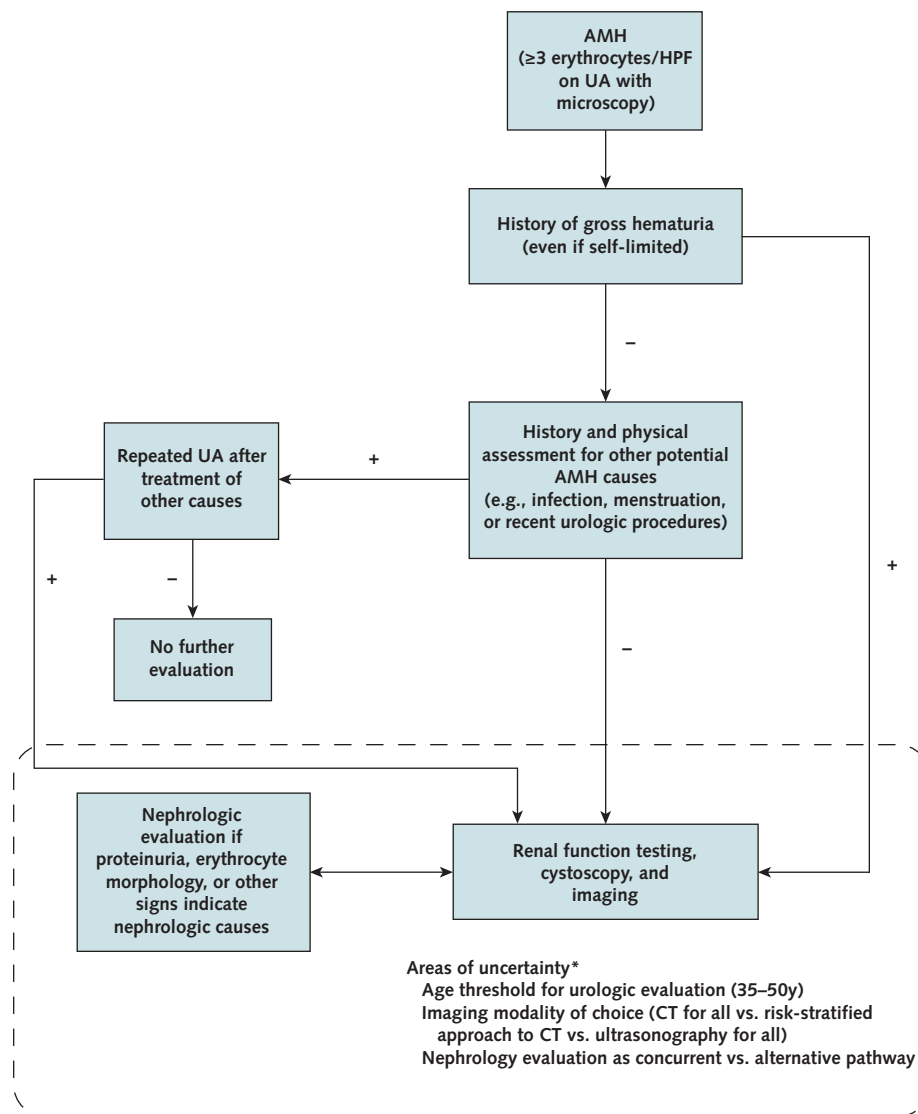 AMH
(≥3 erythrocytes/HPF
on UA with
microscopy)
History of gross hematuria
(even if self-limited)
–
+
History and physical
assessment for other potential
AMH causes
(e.g., infection, menstruation,
or recent urologic procedures)
+
Repeated UA after
treatment of
other causes
+
–
–
No further
evaluation
Nephrologic
evaluation if
proteinuria, erythrocyte
morphology, or other
signs indicate
nephrologic causes
Renal function testing,
cystoscopy, and
imaging
Areas of uncertainty*
Age threshold for urologic evaluation (35–50y)
Imaging modality of choice (CT for all vs. risk-stratified
approach to CT vs. ultrasonography for all)
Nephrology evaluation as concurrent vs. alternative pathway